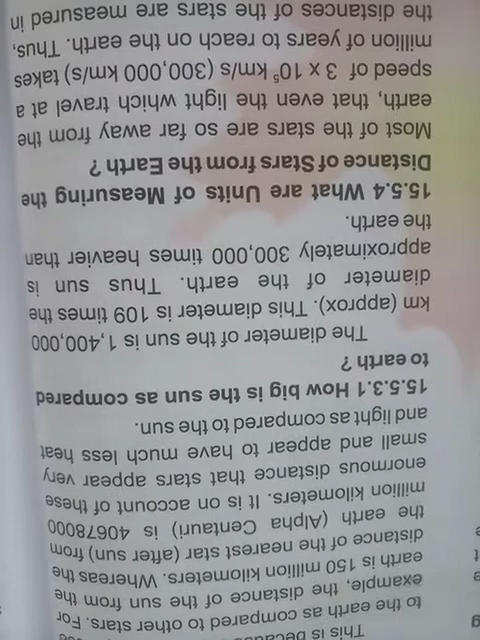 This is because
to the earth as compared to other stars. For
example, the distance of the sun from the
earth is 150 million kilometers. Whereas the
distance of the nearest star (after sun) from
the earth (Alpha Centauri) is 40678000
million kilometers. It is on account of these
enormous distance that stars appear very
small and appear to have much less heat
and light as compared to the sun.
15.5.3.1 How big is the sun as compared
to earth ?
The diameter of the sun is 1,400,000
km (approx). This diameter is 109 times the
diameter of the earth. Thus sun is
approximately 300,000 times heavier than
the earth.
15.5.4 What are Units of Measuring the
Distance of Stars from the Earth ?
Most of the stars are so far away from the
earth, that even the light which travel at a
speed of 3 x 10⁵ km/s (300,000 km/s) takes
million of years to reach on the earth. Thus,
the distances of the stars are measured in